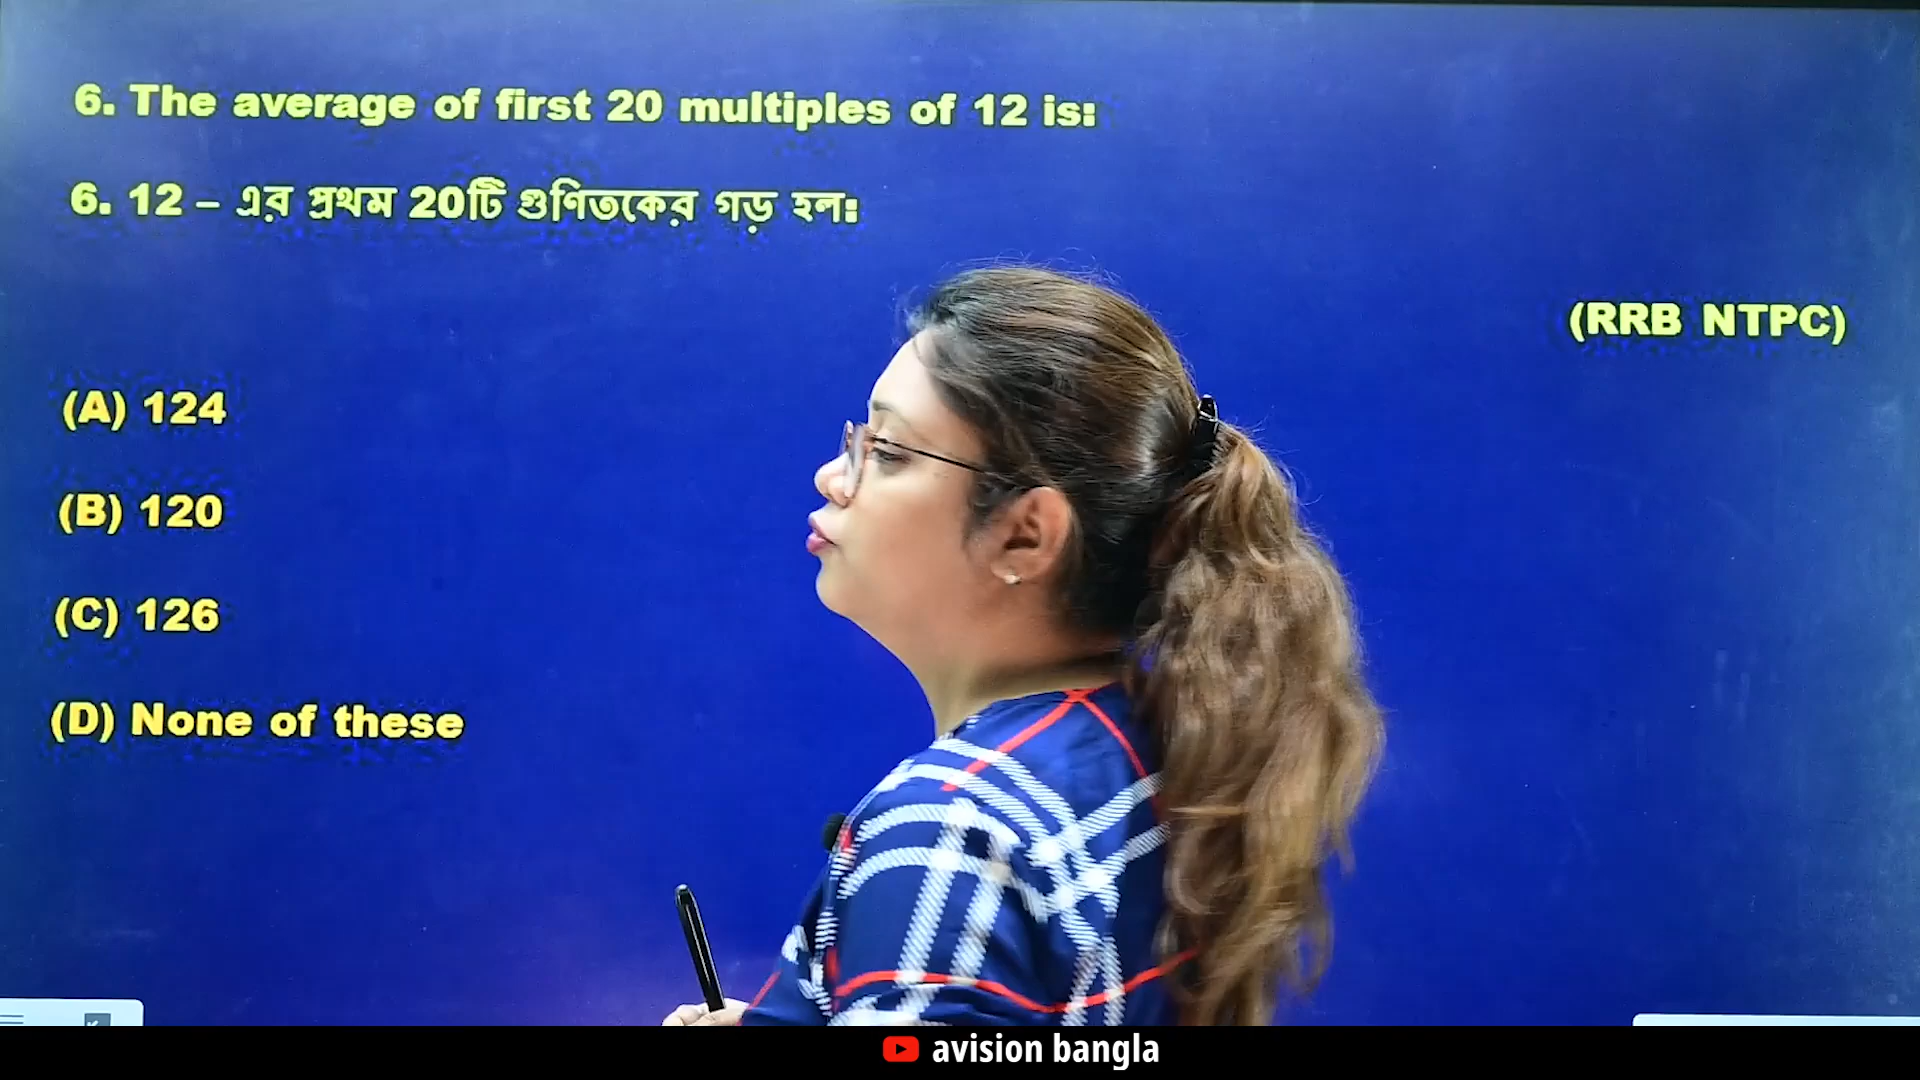 6. The average of first 20 multiples of 12 is:
6. 12 – এর প্রথম 20টি গুণিতকের গড় হল:
(RRB NTPC)
(A) 124
(B) 120
(C) 126
(D) None of these
avision bangla